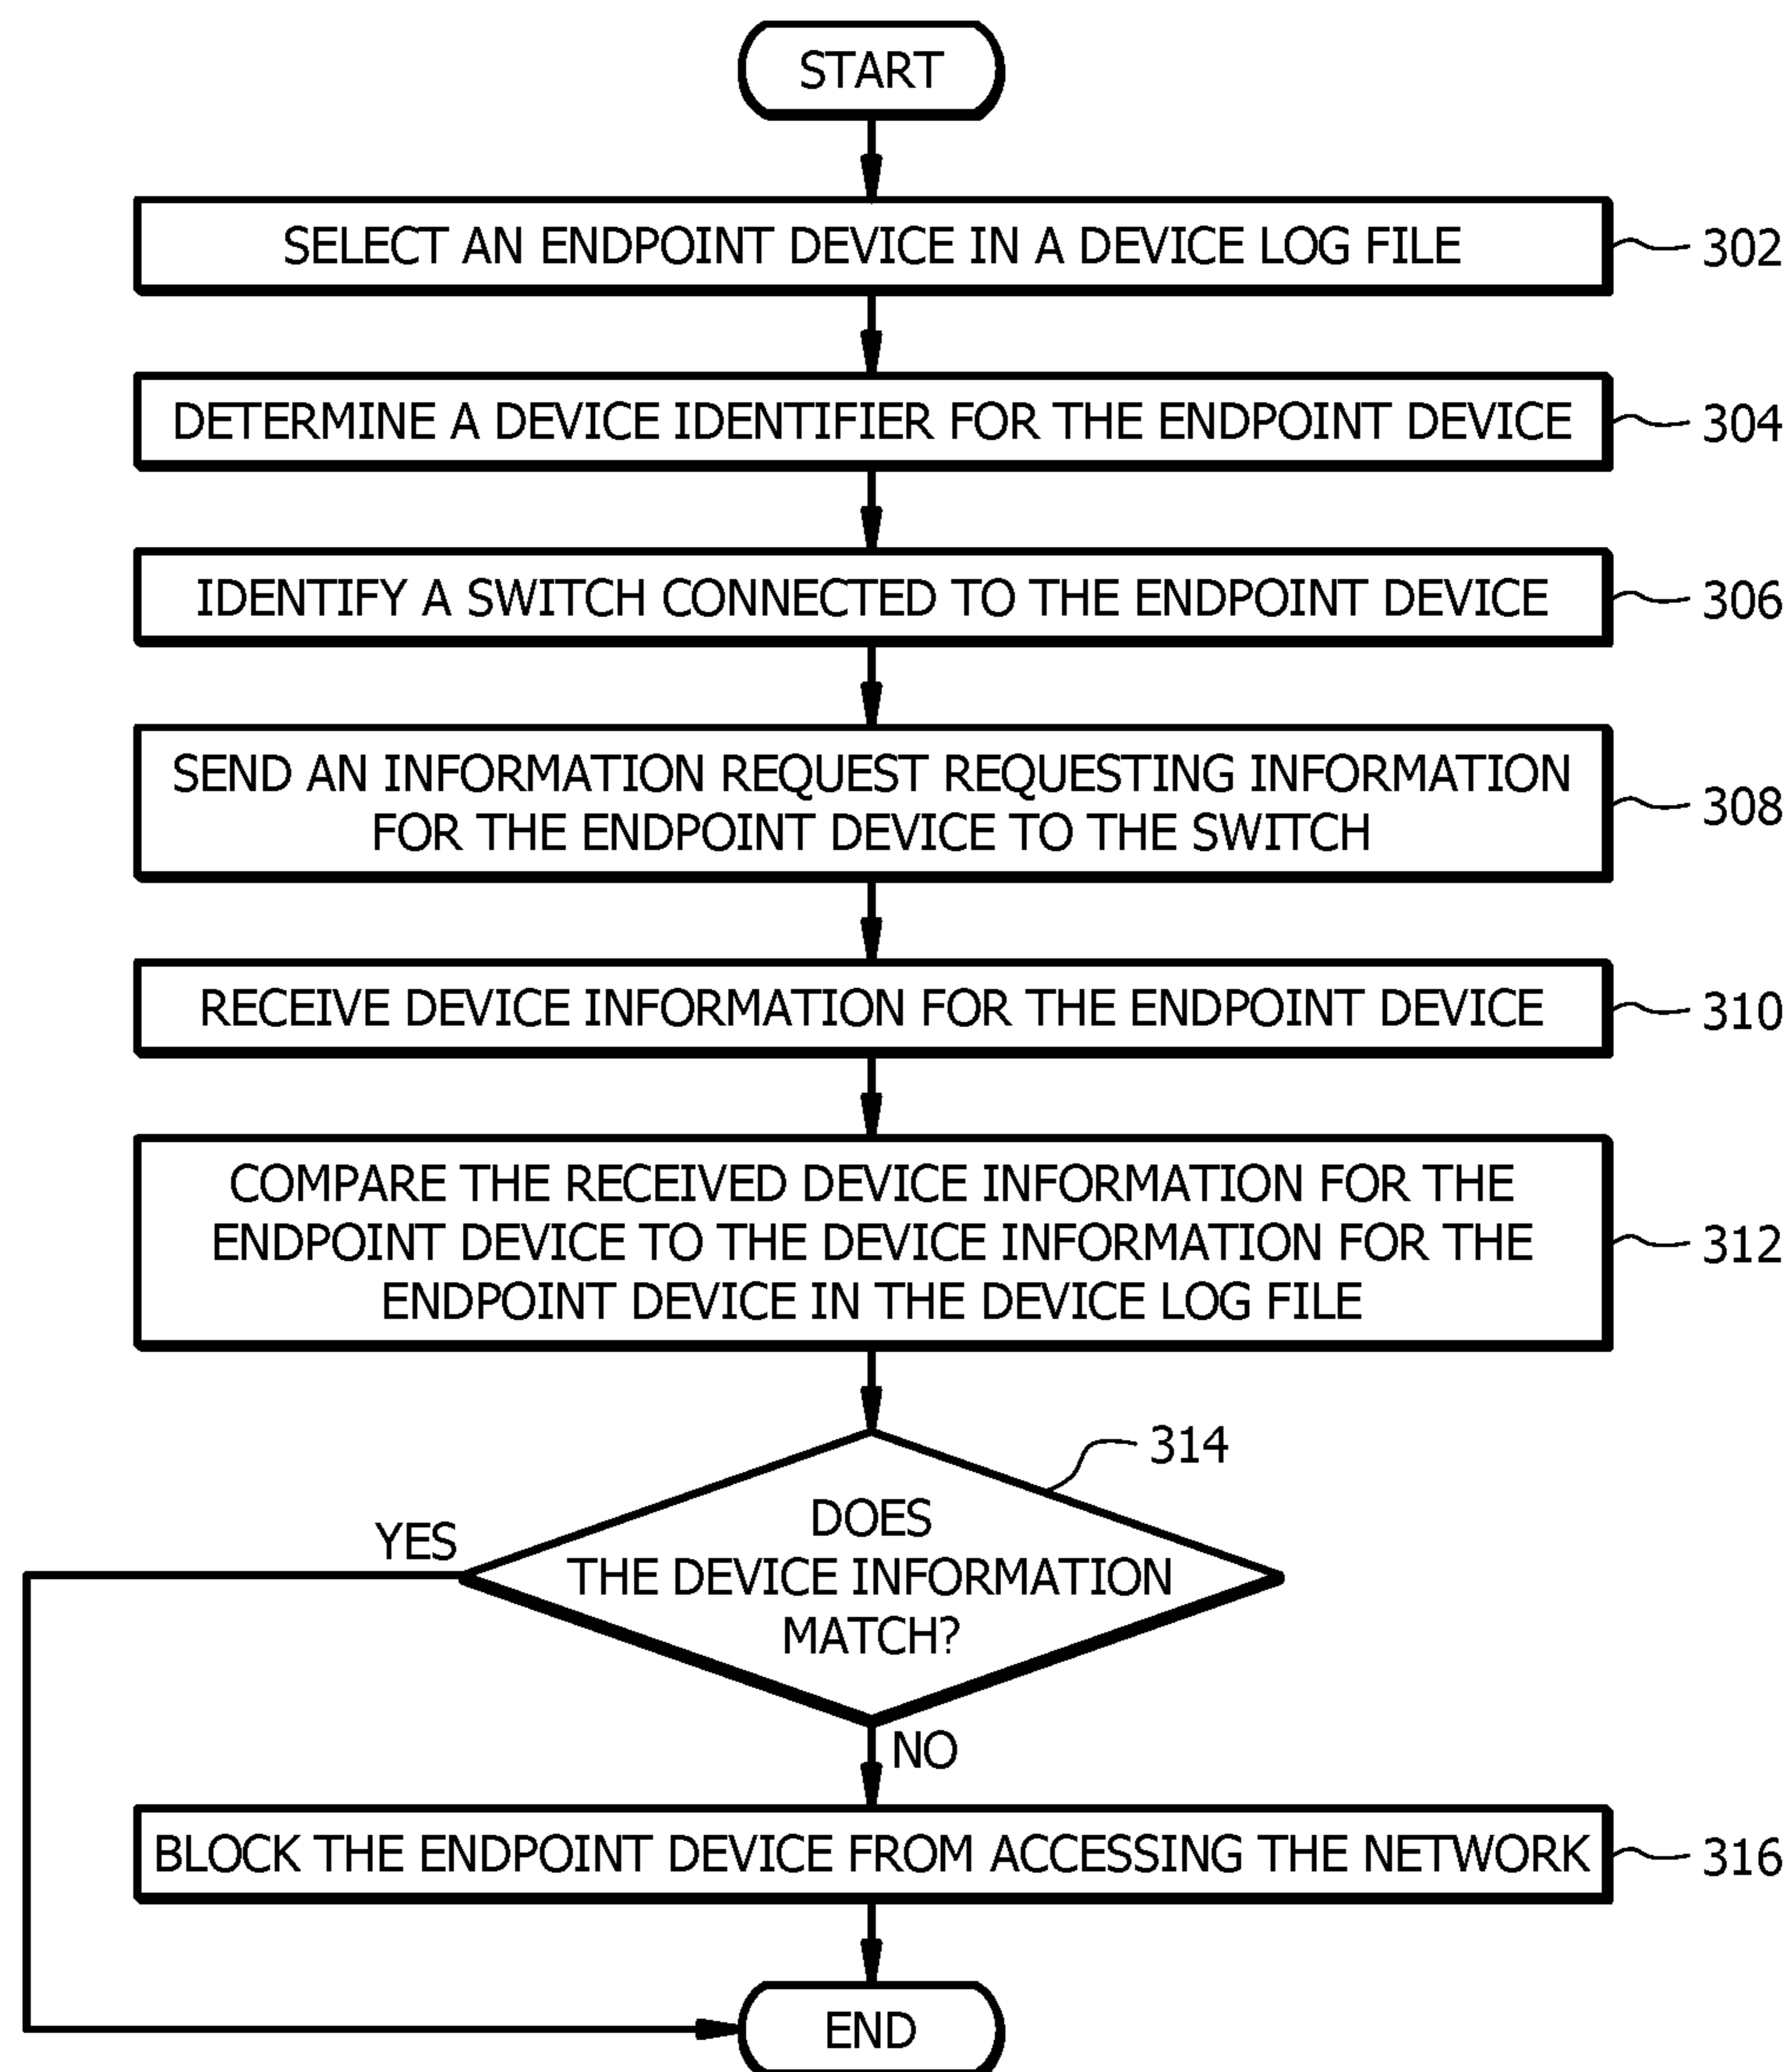 START
SELECT AN ENDPOINT DEVICE IN A DEVICE LOG FILE
302
DETERMINE A DEVICE IDENTIFIER FOR THE ENDPOINT DEVICE
304
IDENTIFY A SWITCH CONNECTED TO THE ENDPOINT DEVICE
306
SEND AN INFORMATION REQUEST REQUESTING INFORMATION
FOR THE ENDPOINT DEVICE TO THE SWITCH
308
RECEIVE DEVICE INFORMATION FOR THE ENDPOINT DEVICE
310
COMPARE THE RECEIVED DEVICE INFORMATION FOR THE
ENDPOINT DEVICE TO THE DEVICE INFORMATION FOR THE
ENDPOINT DEVICE IN THE DEVICE LOG FILE
312
314
DOES
THE DEVICE INFORMATION
MATCH?
YES
NO
BLOCK THE ENDPOINT DEVICE FROM ACCESSING THE NETWORK
316
END